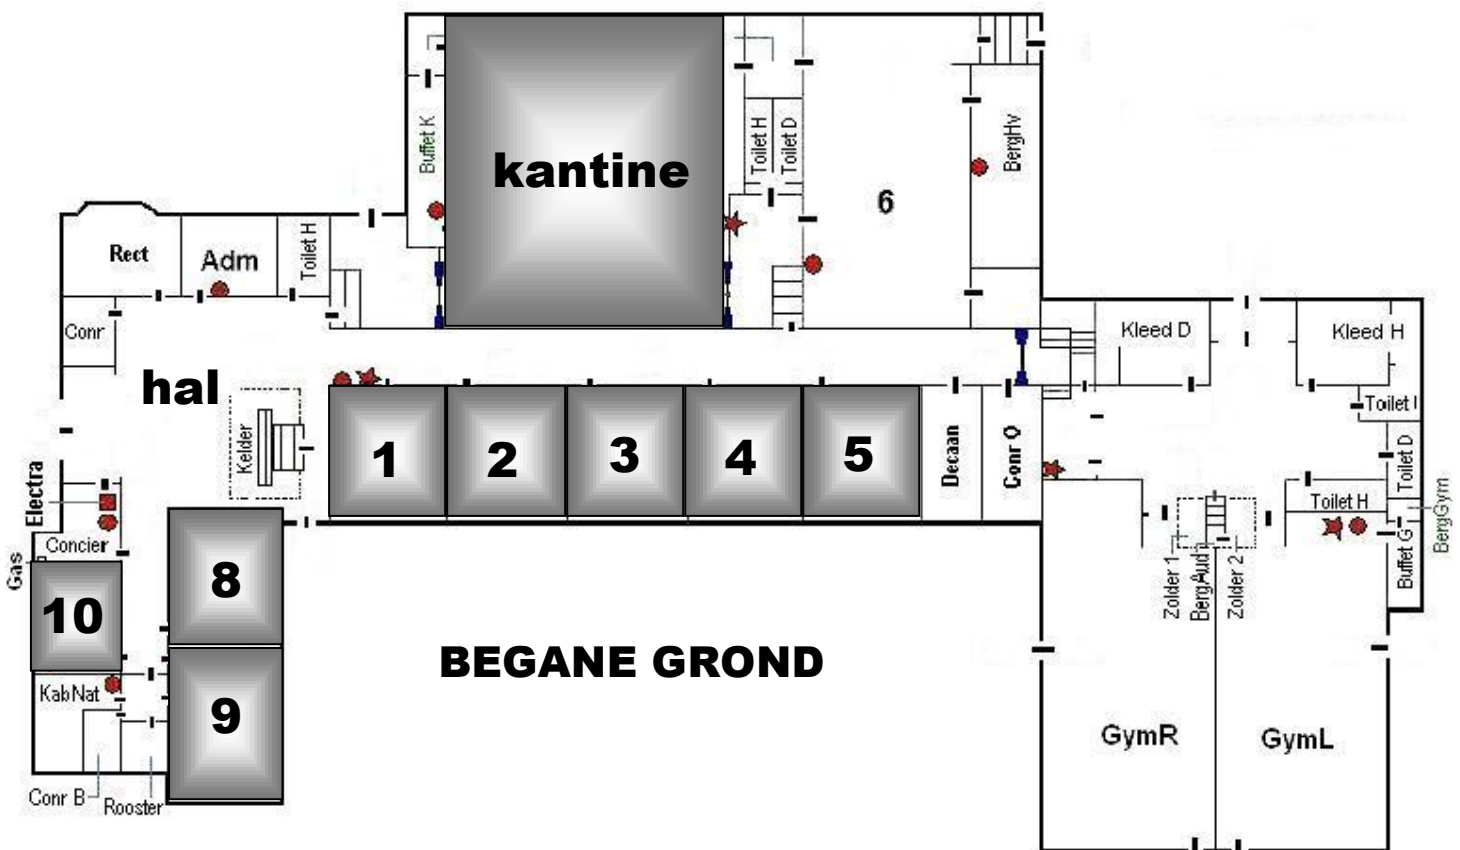 Buffet K
kantine
Toilet H
Toilet D
6
BergHv
Rect
Adm
Toilet H
Conr
hal
Kelder
1
2
3
4
5
Decaan
Conr O
Kleed D
Kleed H
Toilet D
Toilet H
BergGym
Buffet G
Zolder 1
BergAud
Zolder 2
Electra
Concier
Gas
10
8
9
KabNat
Conr B
Rooster
BEGANE GROND
GymR
GymL